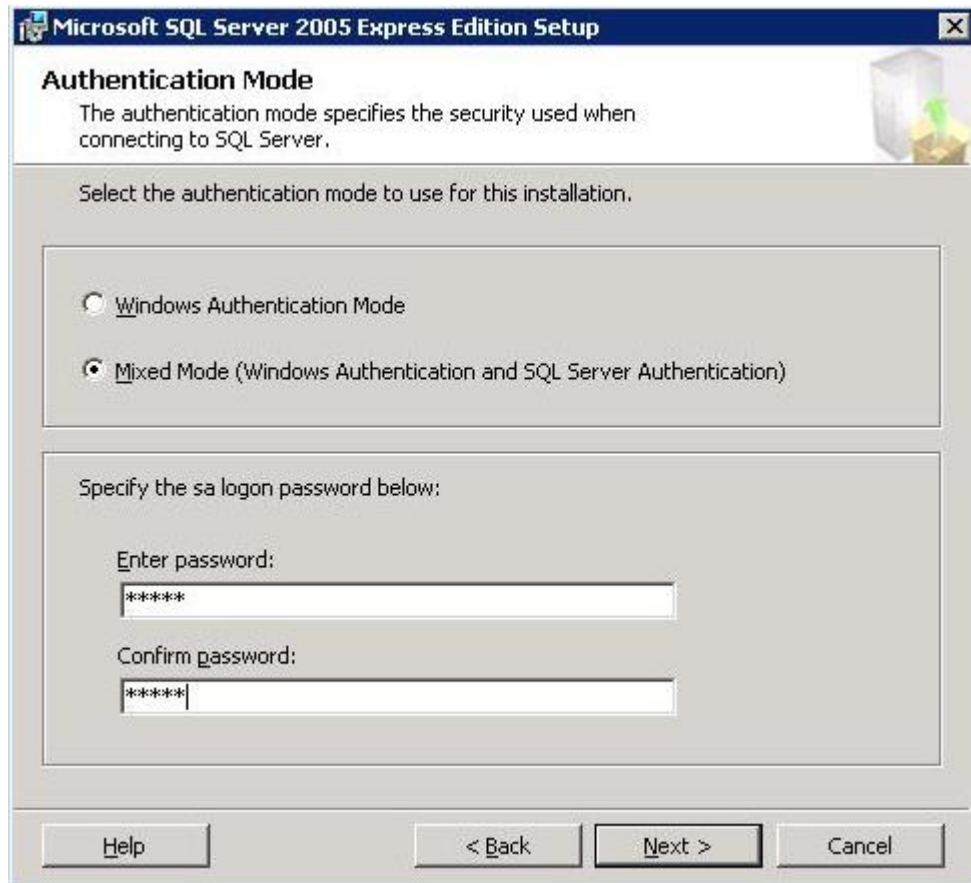 Microsoft SQL Server 2005 Express Edition Setup
Authentication Mode
The authentication mode specifies the security used when
connecting to SQL Server.
Select the authentication mode to use for this installation.
Windows Authentication Mode
Mixed Mode (Windows Authentication and SQL Server Authentication)
Specify the sa logon password below:
Enter password:
*****
Confirm password:
*****
Help
< Back
Next >
Cancel